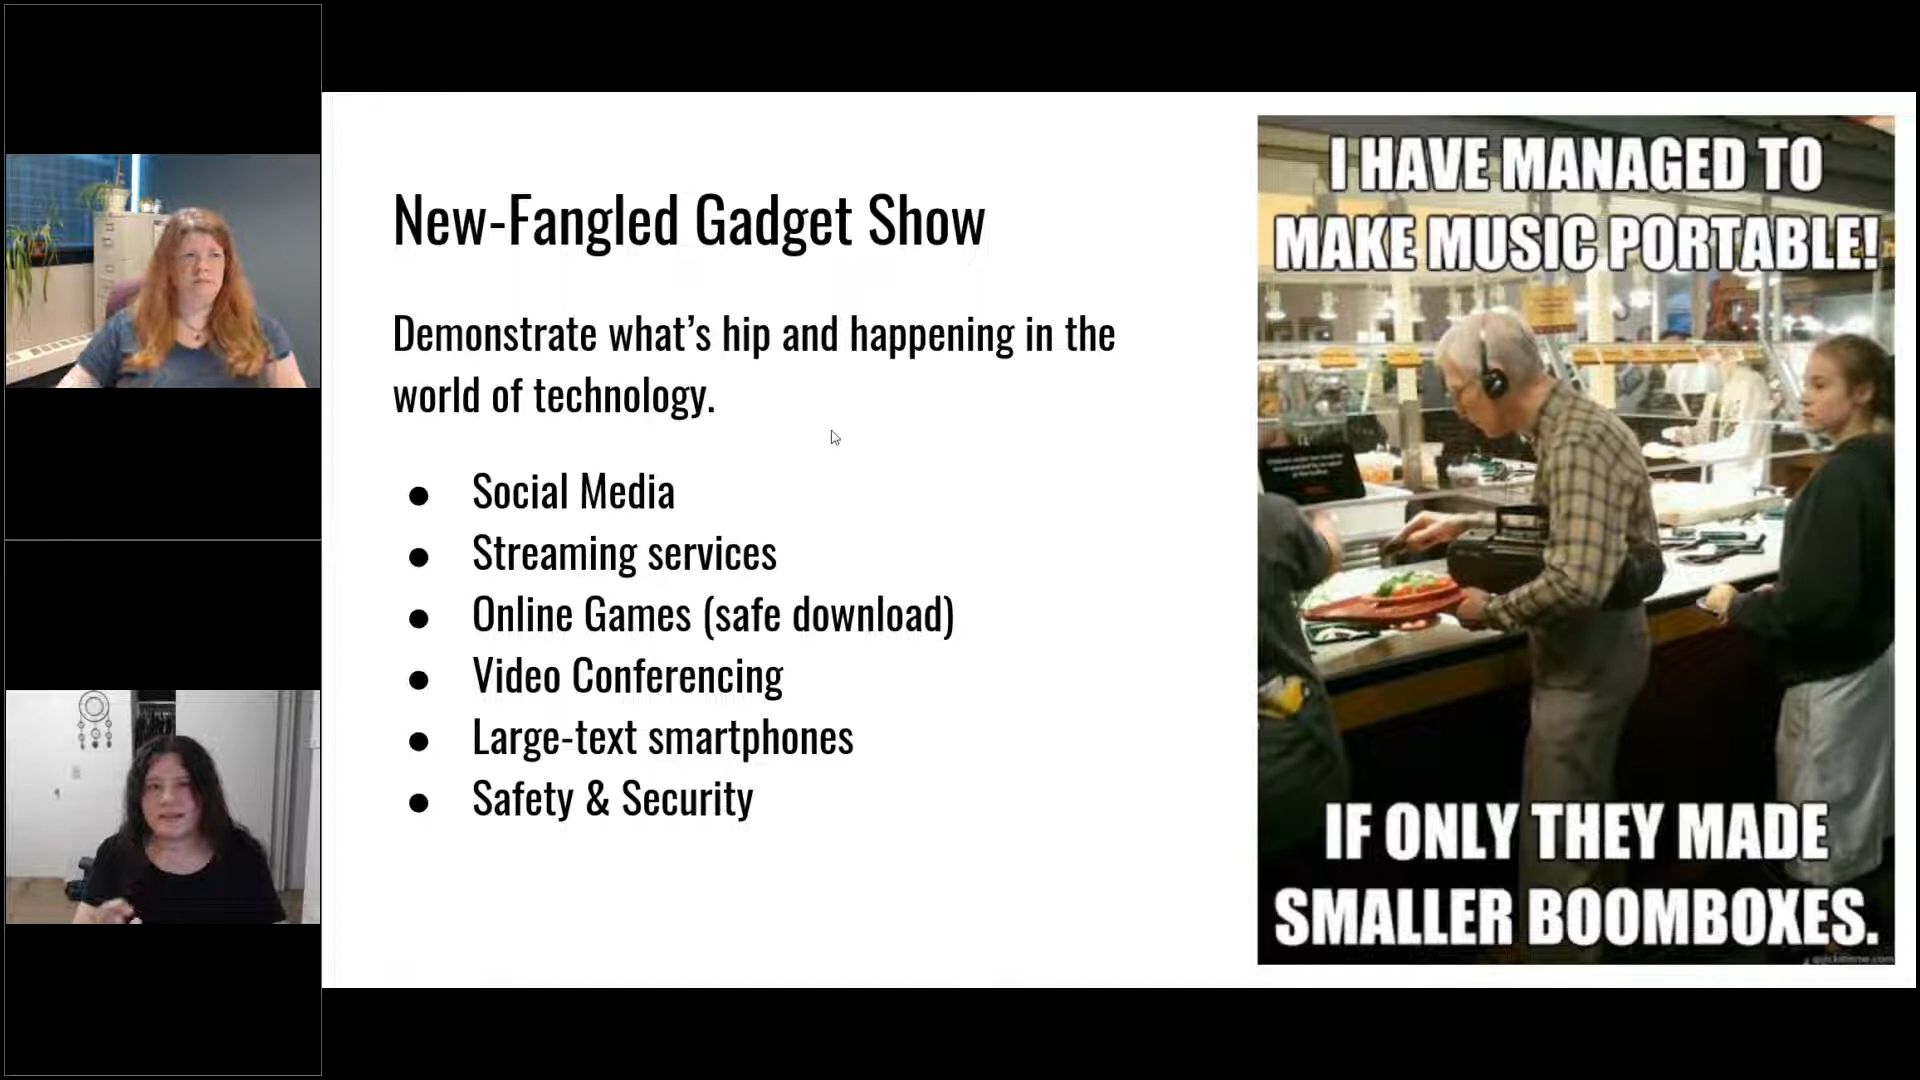 New-Fangled Gadget Show
Demonstrate what's hip and happening in the
world of technology.
● Social Media
● Streaming services
● Online Games (safe download)
● Video Conferencing
● Large-text smartphones
● Safety & Security
I HAVE MANAGED TO
MAKE MUSIC PORTABLE!
IF ONLY THEY MADE
SMALLER BOOMBOXES.